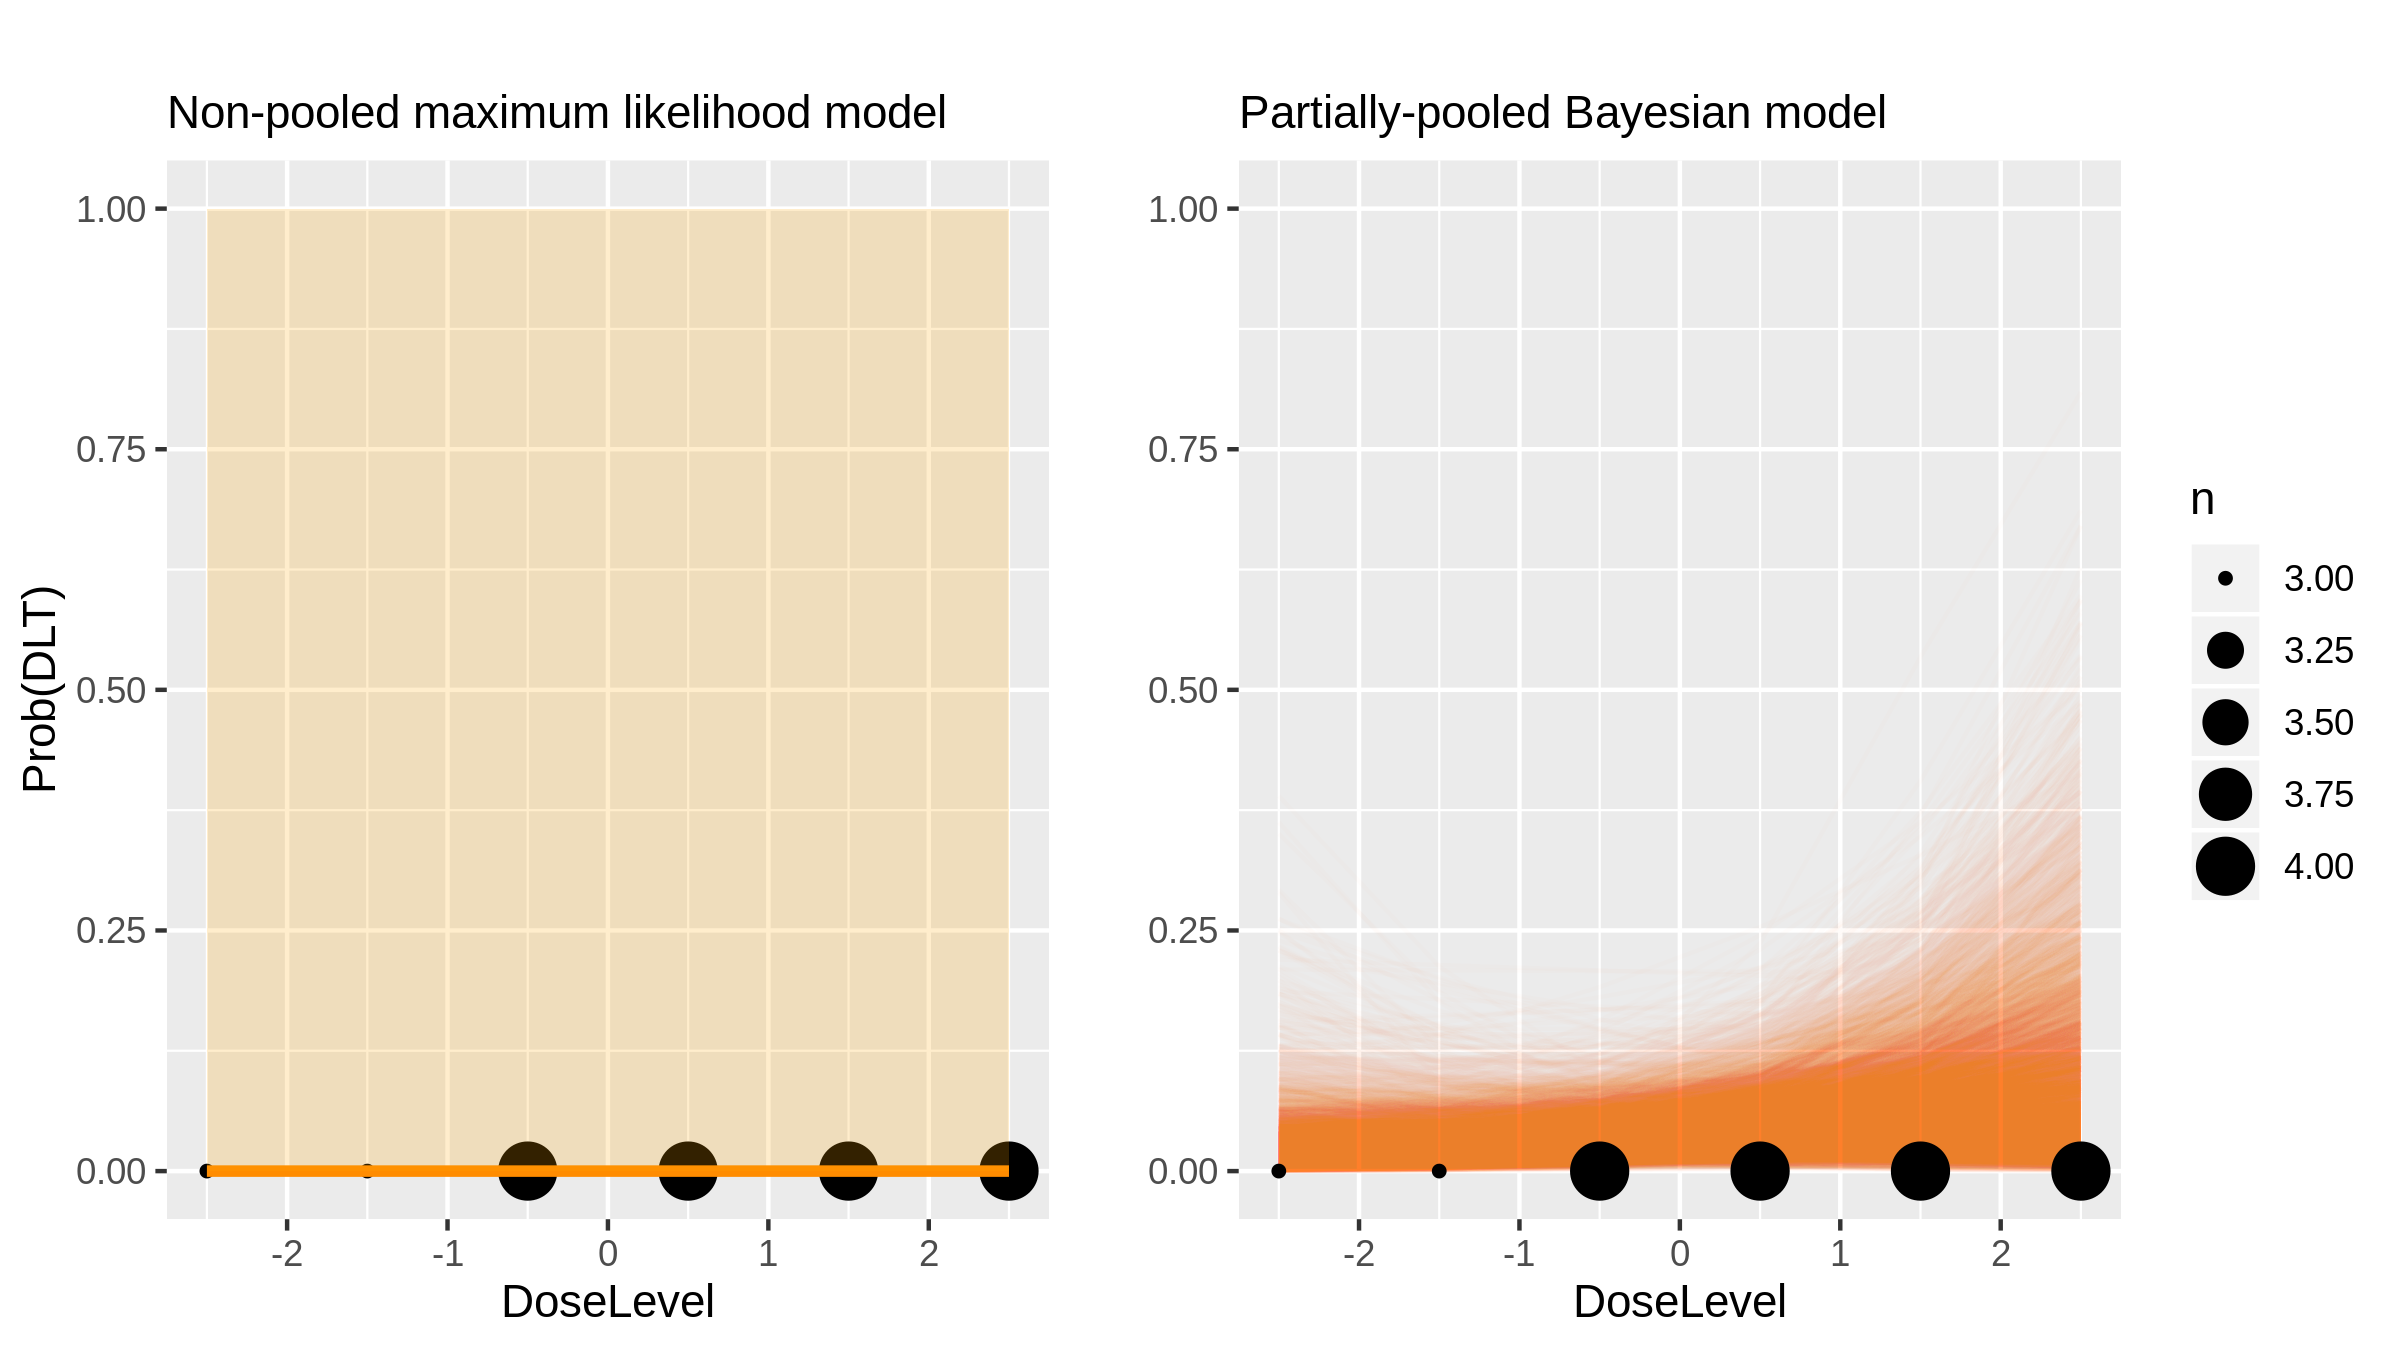 Non-pooled maximum likelihood model
Prob(DLT)
1.00
0.75
0.50
0.25
0.00
-2 -1 0 1 2
DoseLevel
Partially-pooled Bayesian model
1.00
0.75
0.50
0.25
0.00
-2 -1 0 1 2
DoseLevel
n
3.00
3.25
3.50
3.75
4.00